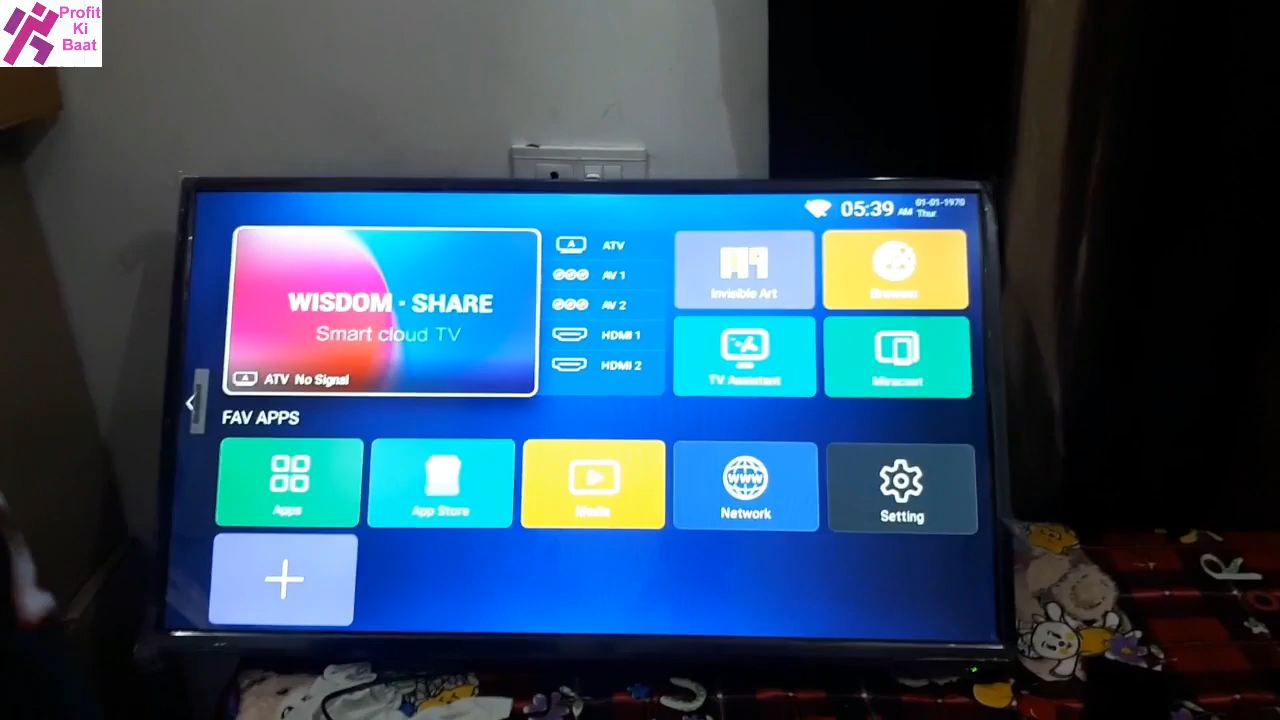 Profit
Ki
Baat
05:39 AM
01-01-1970
Thur
WISDOM · SHARE
Smart cloud TV
ATV No Signal
ATV
AV 1
AV 2
HDMI 1
HDMI 2
Invisible Art
Browser
TV Assistant
Miracast
FAV APPS
Apps
App Store
Media
WWW
Network
Setting